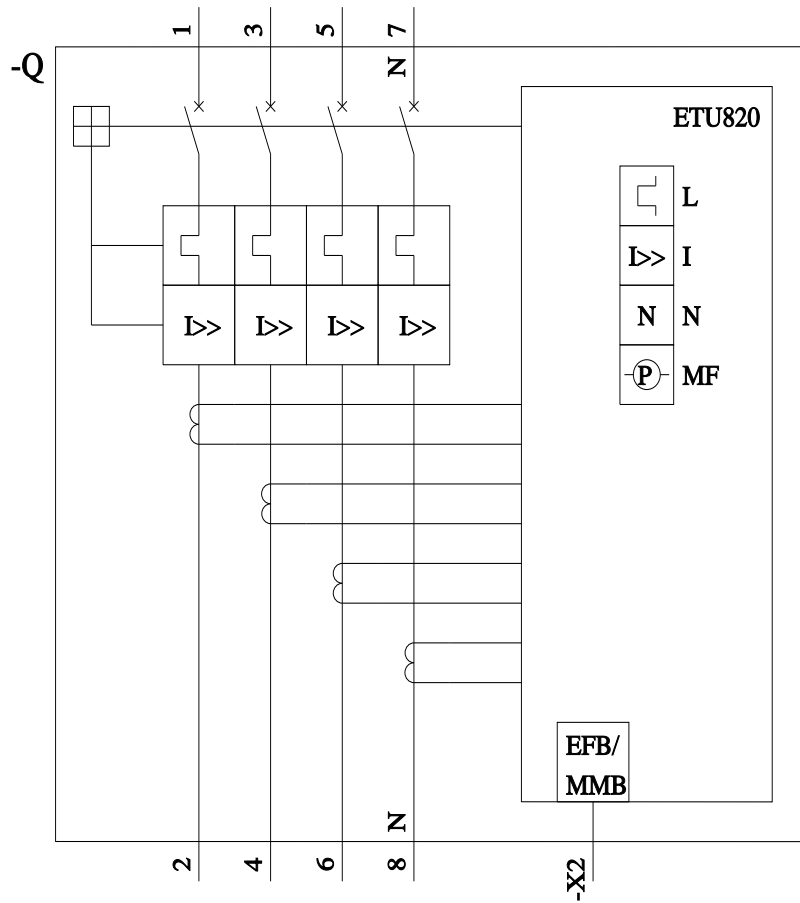 1 3 5 7
-Q N
ETU820
L
I>> I
N N
P MF
I>> I>> I>> I>>
EFB/
MMB
N
2 4 6 8 -X2